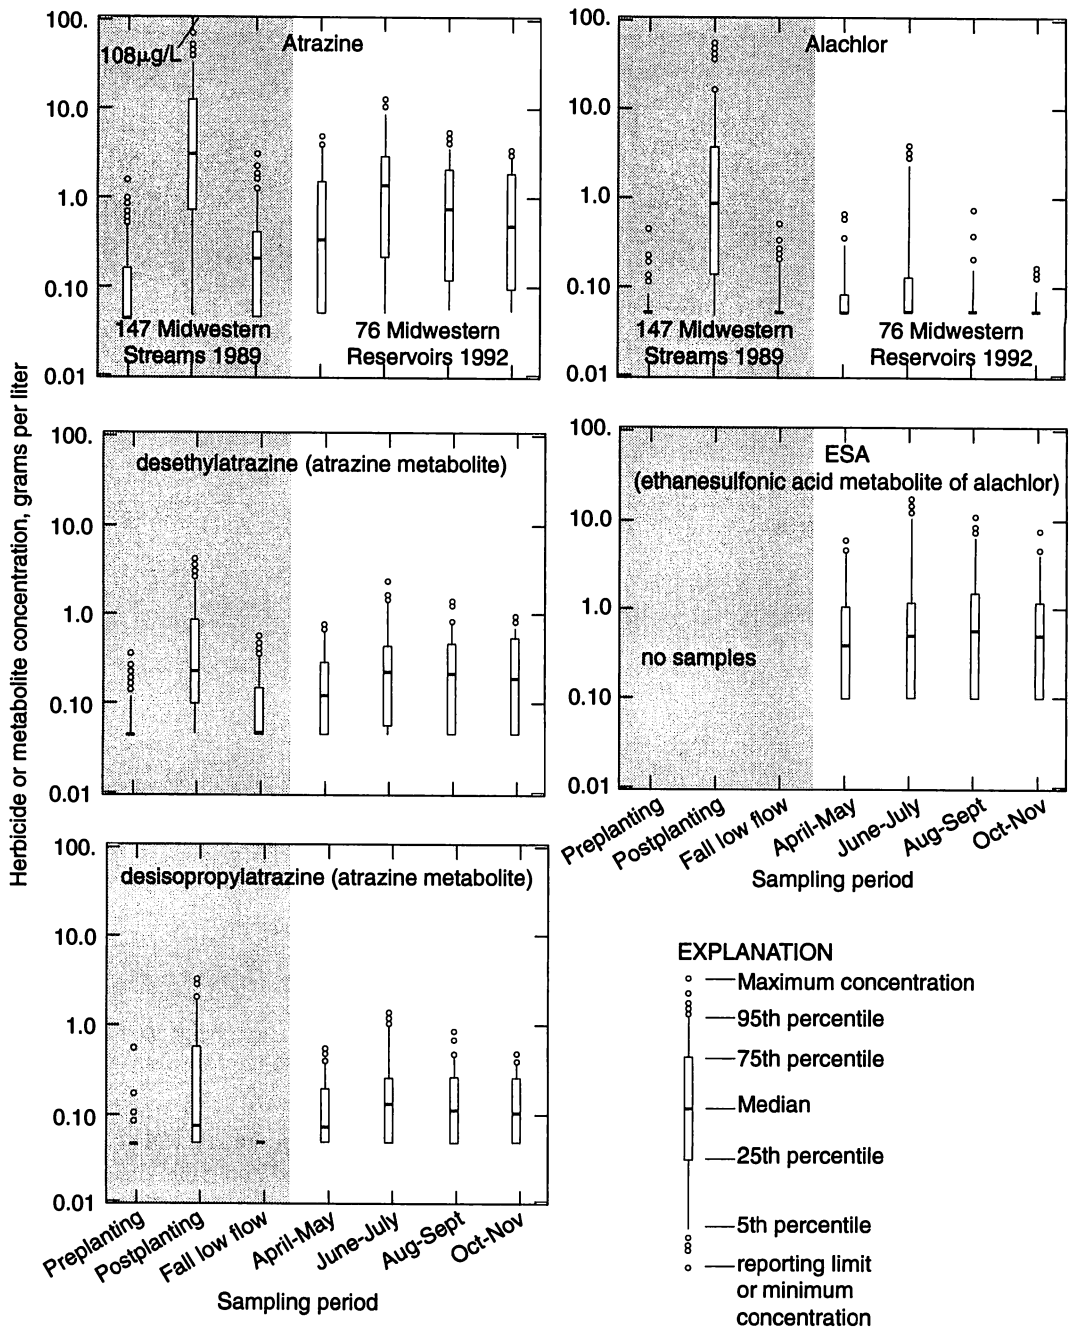 Herbicide or metabolite concentration, grams per liter
100.
10.0
1.0
0.10
0.01
108µg/L
Atrazine
147 Midwestern
Streams 1989
76 Midwestern
Reservoirs 1992
100.
10.0
1.0
0.10
0.01
Alachlor
147 Midwestern
Streams 1989
76 Midwestern
Reservoirs 1992
100.
10.0
1.0
0.10
0.01
desethylatrazine (atrazine metabolite)
100.
10.0
1.0
0.10
0.01
ESA
(ethanesulfonic acid metabolite of alachlor)
no samples
Preplanting
Postplanting
Fall low flow
April-May
June-July
Aug-Sept
Oct-Nov
Sampling period
100.
10.0
1.0
0.10
0.01
desisopropylatrazine (atrazine metabolite)
Preplanting
Postplanting
Fall low flow
April-May
June-July
Aug-Sept
Oct-Nov
Sampling period
EXPLANATION
Maximum concentration
95th percentile
75th percentile
Median
25th percentile
5th percentile
reporting limit
or minimum
concentration